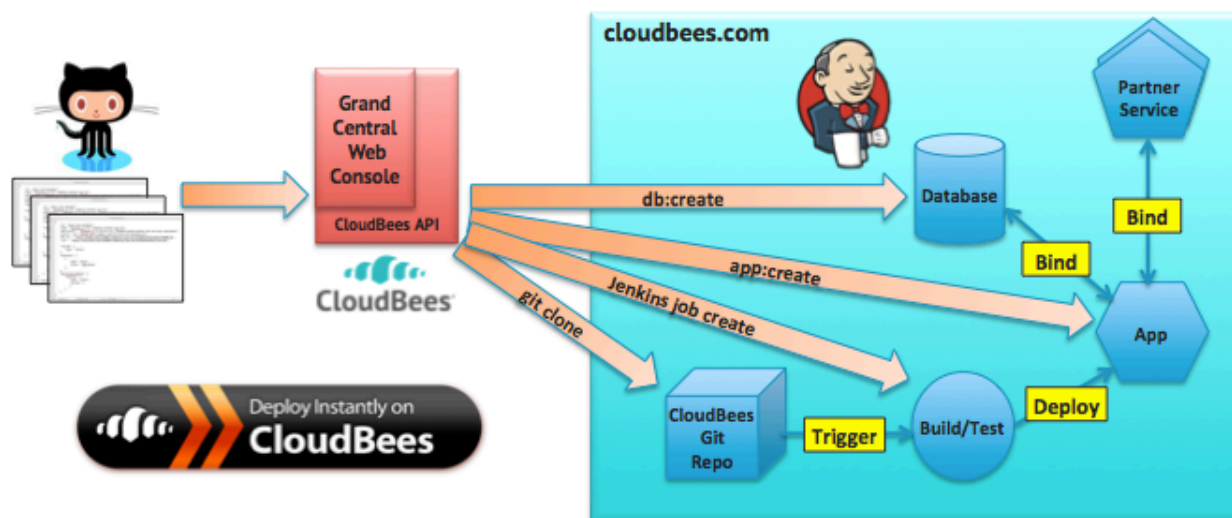 cloudbees.com
Grand
Central
Web
Console
CloudBees API
CloudBees
Partner
Service
Database
db:create
Bind
Bind
app:create
Jenkins job create
git clone
App
Deploy Instantly on
CloudBees
CloudBees
Git
Repo
Trigger
Build/Test
Deploy